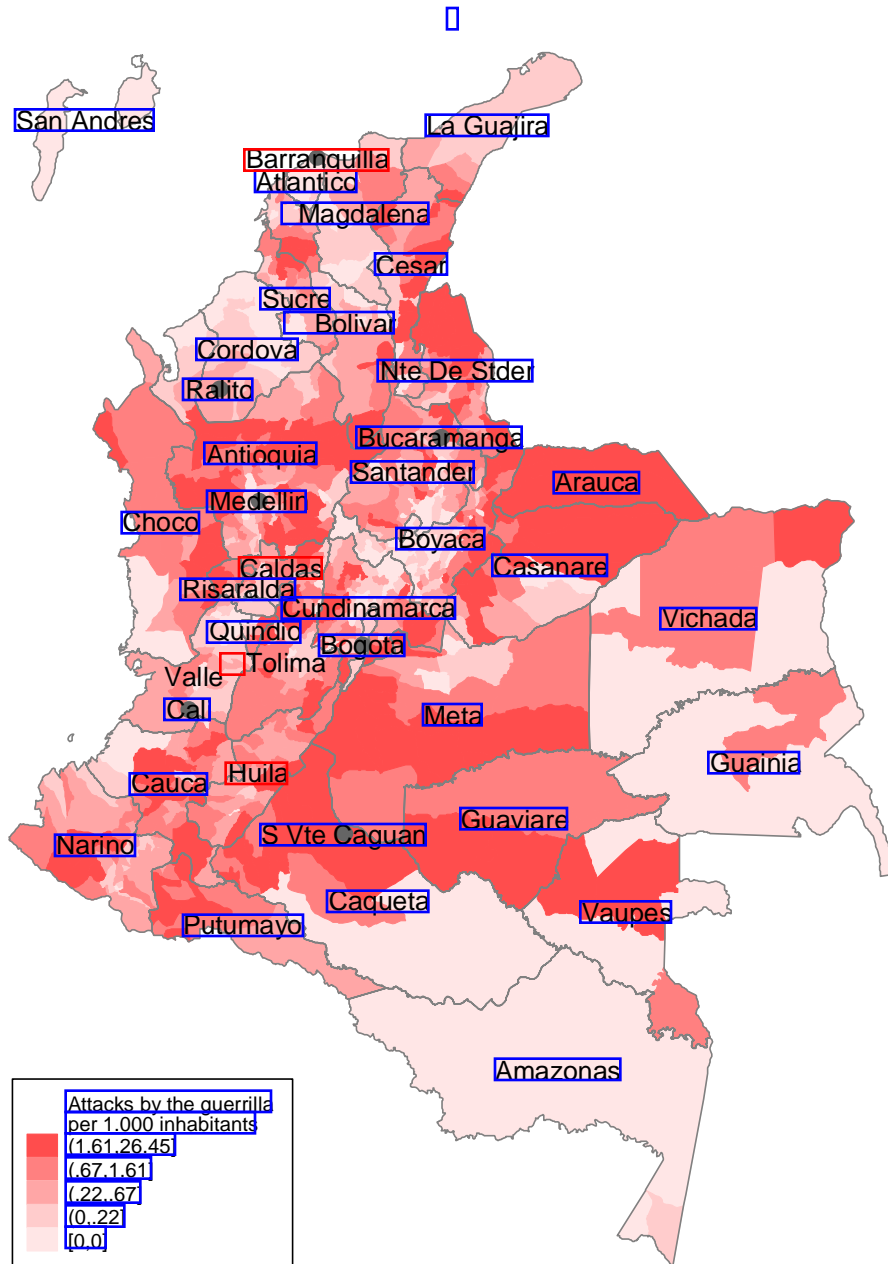 San Andres
La Guajira
Barranquilla
Atlantico
Magdalena
Cesar
Sucre
Bolivar
Cordova
Nte De Stder
Ralito
Bucaramanga
Antioquia
Santander
Arauca
Medellin
Choco
Boyaca
Casanare
Caldas
Risaralda
Cundinamarca
Vichada
Quindio
Bogota
Tolima
Valle
Cal
Meta
Guainia
Huila
Cauca
Guaviare
S Vte Caguan
Narino
Caqueta
Vaupes
Putumayo
Amazonas
Attacks by the guerrilla
per 1.000 inhabitants
(1.61,26.45]
(.67,1.61]
(.22,.67]
(0,.22]
[0,0]